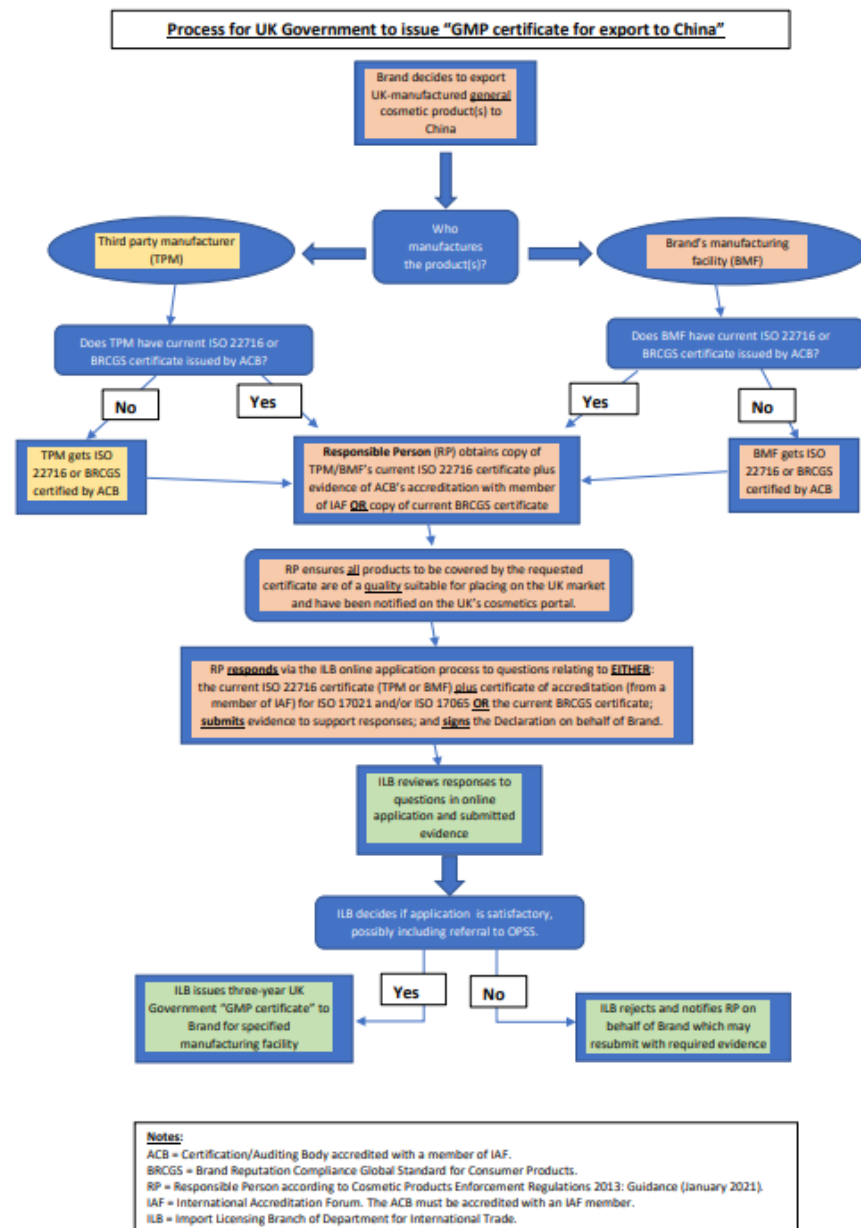 Process for UK Government to issue “GMP certificate for export to China”
Brand decides to export
UK-manufactured general
cosmetic product(s) to
China
Who
manufactures
the product(s)?
Third party manufacturer
(TPM)
Brand's manufacturing
facility (BMF)
Does TPM have current ISO 22716 or
BRCGS certificate issued by ACB?
Does BMF have current ISO 22716 or
BRCGS certificate issued by ACB?
No
Yes
Yes
No
TPM gets ISO
22716 or BRCGS
certified by ACB
Responsible Person (RP) obtains copy of
TPM/BMF's current ISO 22716 certificate plus
evidence of ACB's accreditation with member
of IAF OR copy of current BRCGS certificate
BMF gets ISO
22716 or BRCGS
certified by ACB
RP ensures all products to be covered by the requested
certificate are of a quality suitable for placing on the UK market
and have been notified on the UK's cosmetics portal.
RP responds via the ILB online application process to questions relating to EITHER:
the current ISO 22716 certificate (TPM or BMF) plus certificate of accreditation (from a
member of IAF) for ISO 17021 and/or ISO 17065 OR the current BRCGS certificate;
submits evidence to support responses; and signs the Declaration on behalf of Brand.
ILB reviews responses to
questions in online
application and submitted
evidence
ILB decides if application is satisfactory,
possibly including referral to OPSS.
Yes
No
ILB issues three-year UK
Government “GMP certificate” to
Brand for specified
manufacturing facility
ILB rejects and notifies RP on
behalf of Brand which may
resubmit with required evidence
Notes:
ACB = Certification/Auditing Body accredited with a member of IAF.
BRCGS = Brand Reputation Compliance Global Standard for Consumer Products.
RP = Responsible Person according to Cosmetic Products Enforcement Regulations 2013: Guidance (January 2021).
IAF = International Accreditation Forum. The ACB must be accredited with an IAF member.
ILB = Import Licensing Branch of Department for International Trade.